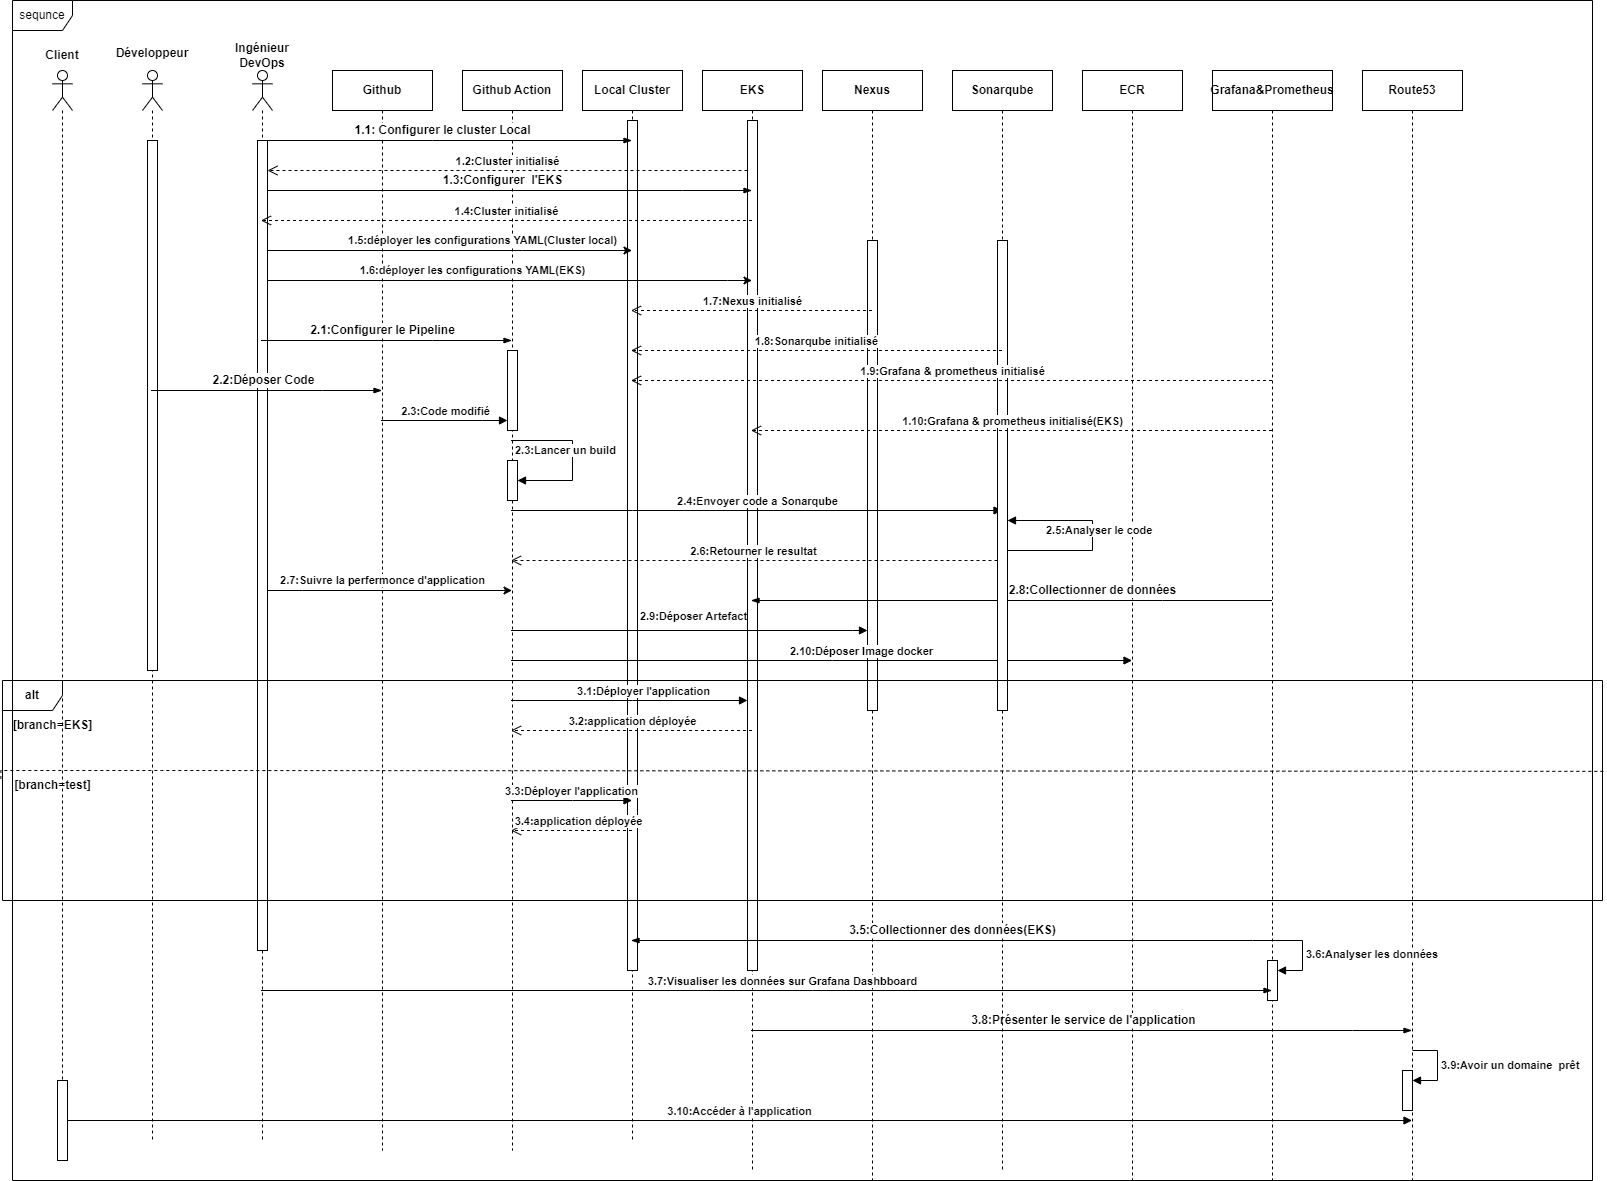 sequnce
Client
Développeur
Ingénieur
DevOps
Github
Github Action
Local Cluster
EKS
Nexus
Sonarqube
ECR
Grafana&Prometheus
Route53
1.1: Configurer le cluster Local
1.2:Cluster initialisé
1.3:Configurer  l'EKS
1.4:Cluster initialisé
1.5:déployer les configurations YAML(Cluster local)
1.6:déployer les configurations YAML(EKS)
1.7:Nexus initialisé
2.1:Configurer le Pipeline
1.8:Sonarqube initialisé
1.9:Grafana & prometheus initialisé
2.2:Déposer Code
2.3:Code modifié
1.10:Grafana & prometheus initialisé(EKS)
2.3:Lancer un build
2.4:Envoyer code a Sonarqube
2.5:Analyser le code
2.6:Retourner le resultat
2.7:Suivre la perfermonce d'application
2.8:Collectionner de données
2.9:Déposer Artefact
2.10:Déposer Image docker
alt
3.1:Déployer l'application
[branch=EKS]
3.2:application déployée
[branch=test]
3.3:Déployer l'application
3.4:application déployée
3.5:Collectionner des données(EKS)
3.6:Analyser les données
3.7:Visualiser les données sur Grafana Dashbboard
3.8:Présenter le service de l'application
3.9:Avoir un domaine  prêt
3.10:Accéder à l'application